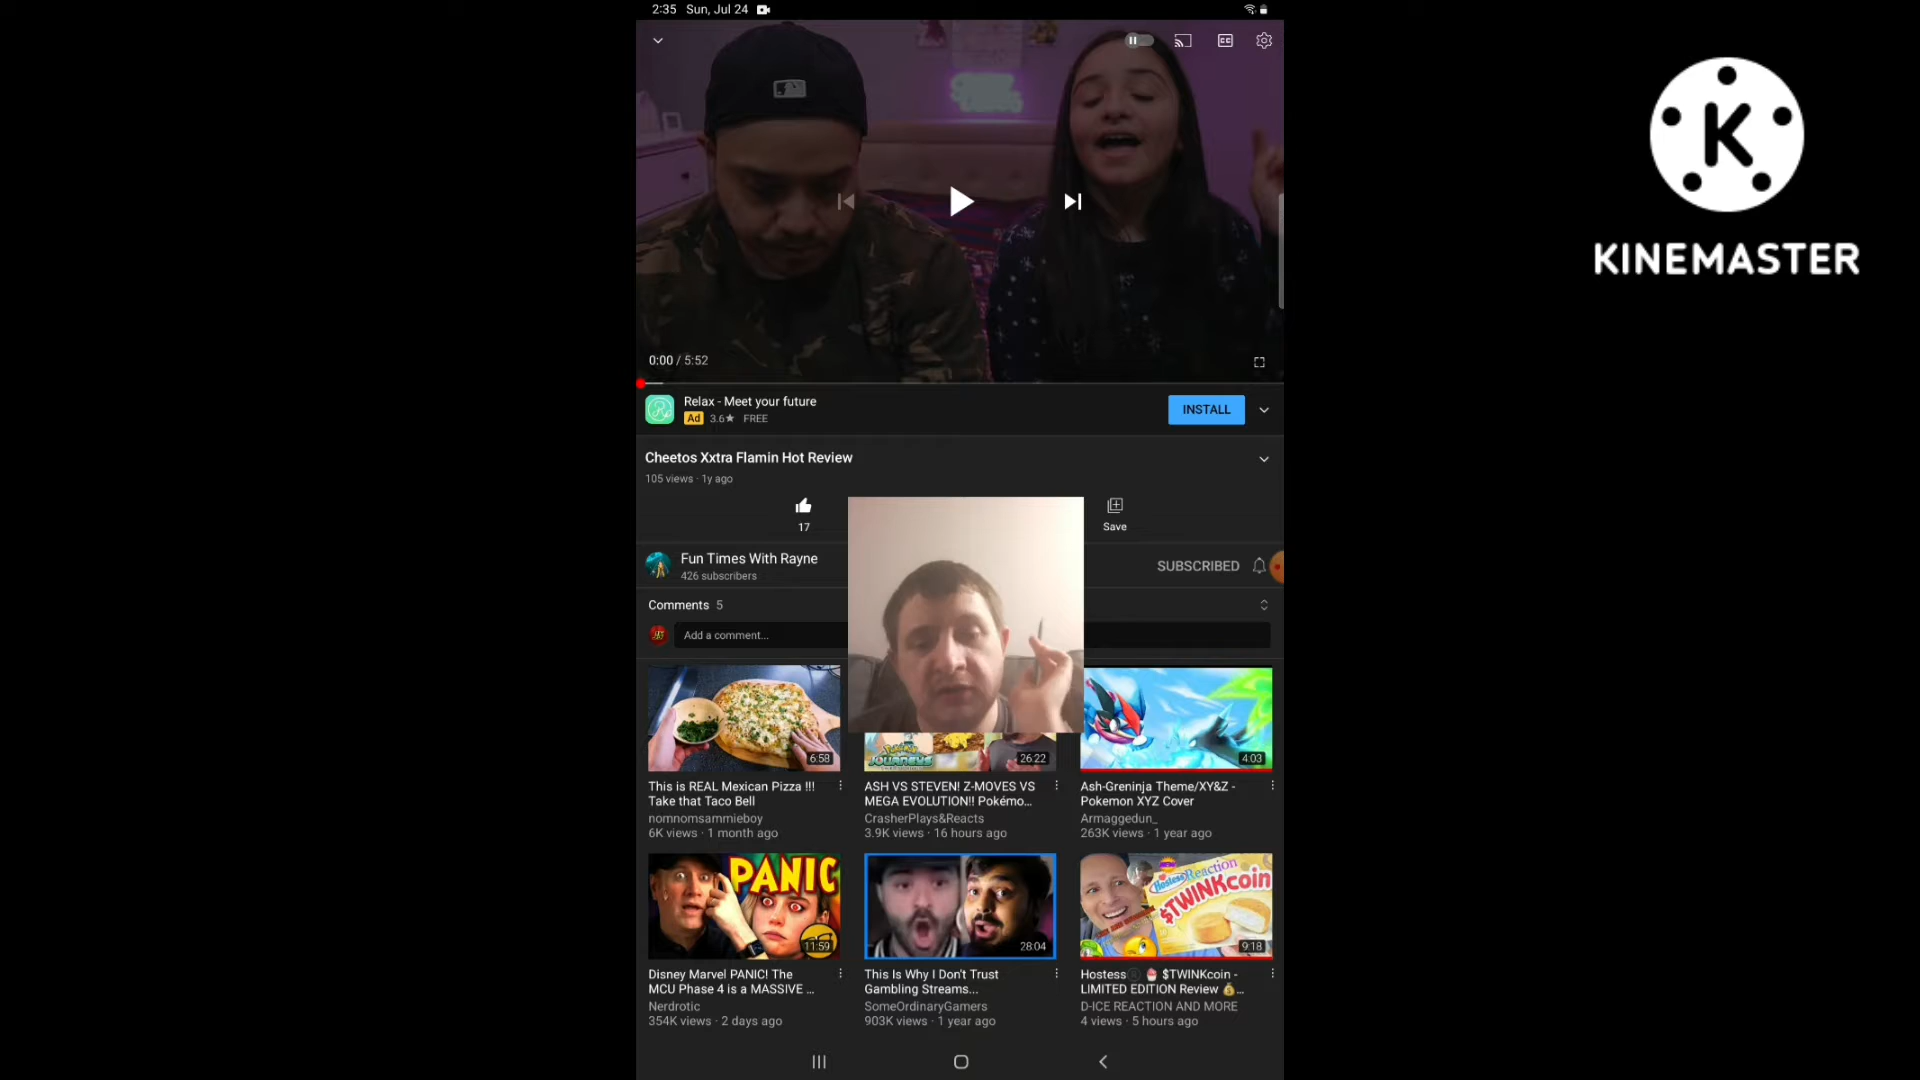 2:35 Sun, Jul 24
KINEMASTER
0:00 / 5:52
Relax - Meet your future
Ad 3.6★ FREE
INSTALL
Cheetos Xxtra Flamin Hot Review
105 views · 1y ago
17
Save
Fun Times With Rayne
426 subscribers
SUBSCRIBED
Comments 5
Add a comment...
6:58
POKéMON
JOURNEYS
26:22
4:03
This is REAL Mexican Pizza !!!
Take that Taco Bell
nomnomsammieboy
6K views · 1 month ago
ASH VS STEVEN! Z-MOVES VS
MEGA EVOLUTION!! Pokémo...
CrasherPlays&Reacts
3.9K views · 16 hours ago
Ash-Greninja Theme/XY&Z -
Pokemon XYZ Cover
Armaggedun_
263K views · 1 year ago
PANIC
11:59
28:04
Hostess Reaction
$TWINKcoin
9:18
Disney Marvel PANIC! The
MCU Phase 4 is a MASSIVE ...
Nerdrotic
354K views · 2 days ago
This Is Why I Don't Trust
Gambling Streams...
SomeOrdinaryGamers
903K views · 1 year ago
Hostess® 🧁 $TWINKcoin -
LIMITED EDITION Review 💰...
D-ICE REACTION AND MORE
4 views · 5 hours ago